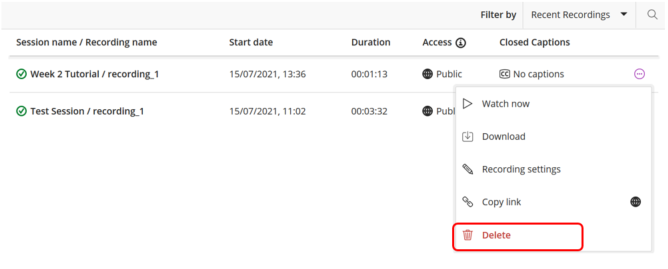 Filter by Recent Recordings
Session name / Recording name Start date Duration Access Closed Captions
Week 2 Tutorial / recording_1 15/07/2021, 13:36 00:01:13 Public CC No captions
Test Session / recording_1 15/07/2021, 11:02 00:03:32 Publ
Watch now
Download
Recording settings
Copy link
Delete